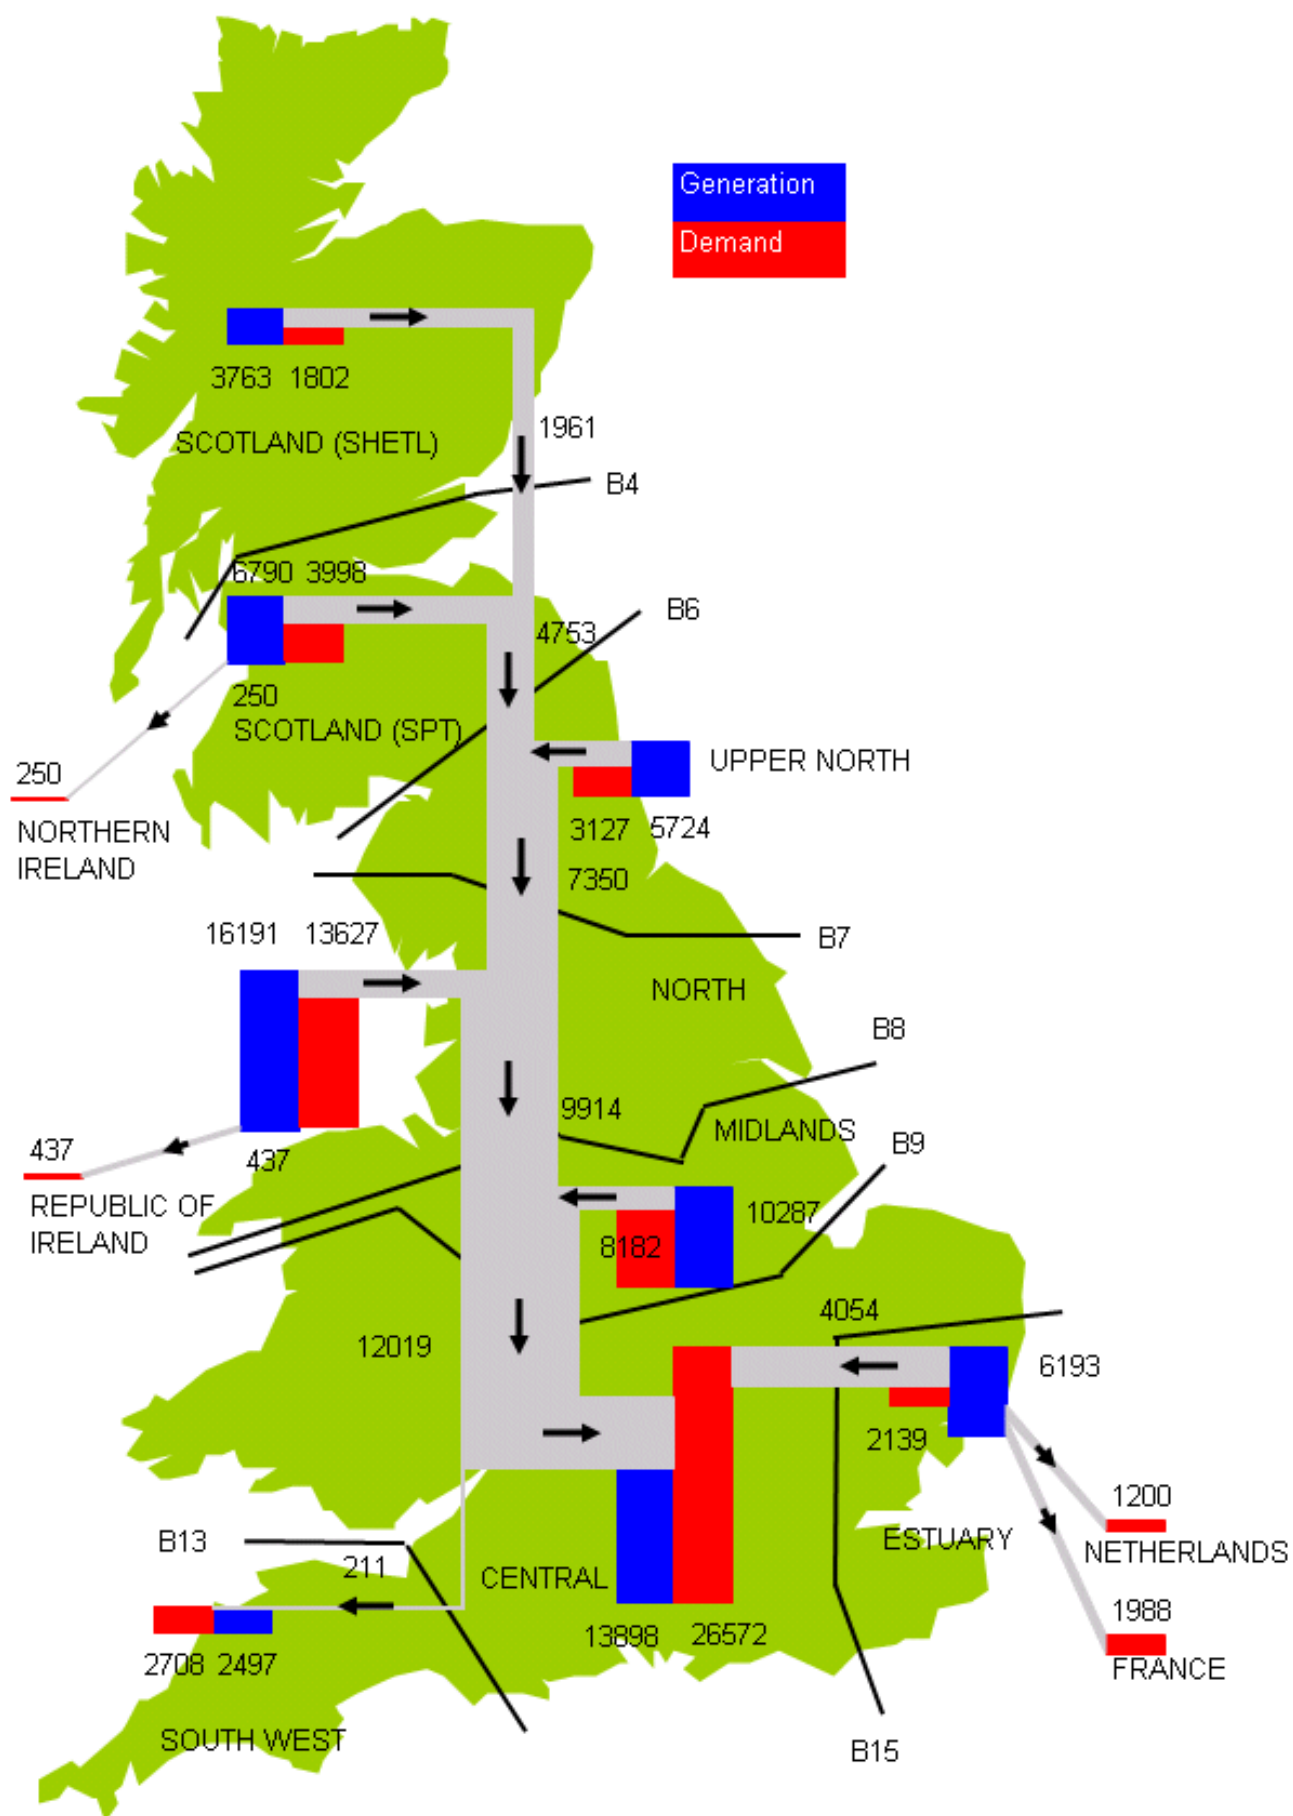 Generation
Demand
3763 1802
SCOTLAND (SHETL)
1961
B4
6790 3998
B6
4753
250
SCOTLAND (SPT)
UPPER NORTH
250
NORTHERN
IRELAND
3127 5724
7350
16191 13627
B7
NORTH
B8
9914
MIDLANDS
B9
437
437
REPUBLIC OF
IRELAND
10287
8182
4054
12019
6193
2139
1200
NETHERLANDS
ESTUARY
B13
211
CENTRAL
1988
FRANCE
13898 26572
2708 2497
SOUTH WEST
B15